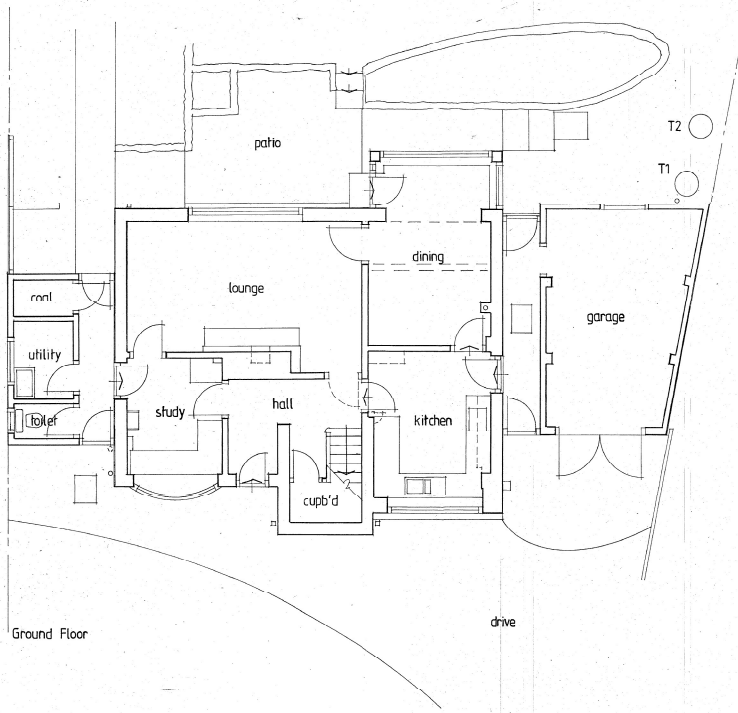 T2
patio
T1
dining
lounge
coal
garage
utility
hall
study
toilet
kitchen
cupb'd
drive
Ground Floor